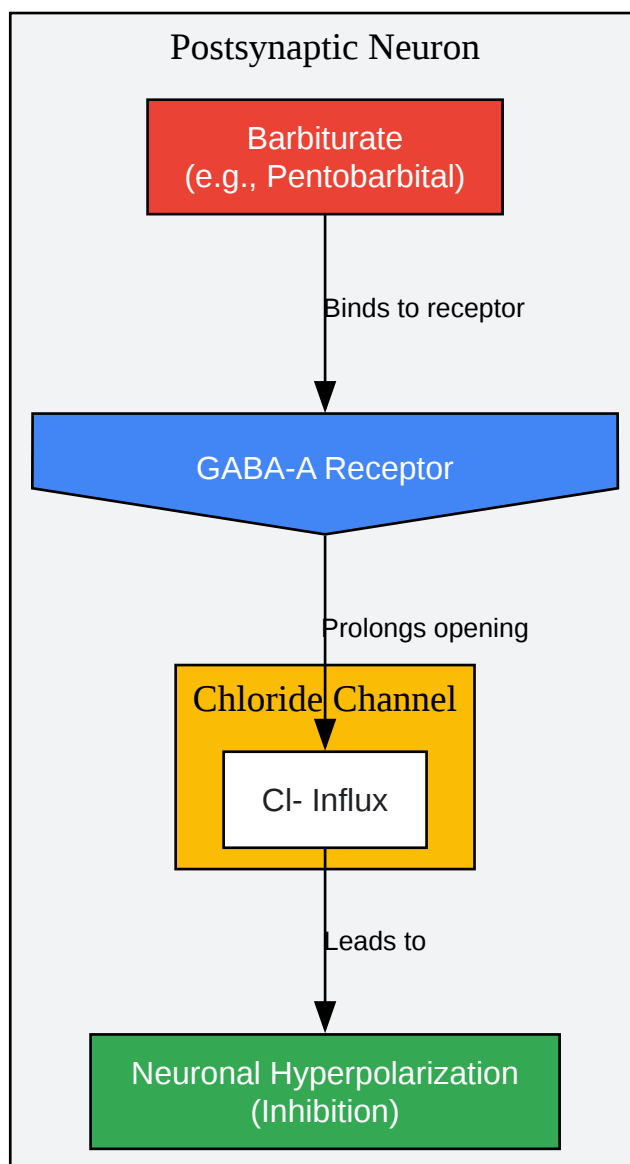 Postsynaptic Neuron
Barbiturate
(e.g., Pentobarbital)
Binds to receptor
GABA-A Receptor
Prolongs opening
Chloride Channel
Cl- Influx
Leads to
Neuronal Hyperpolarization
(Inhibition)